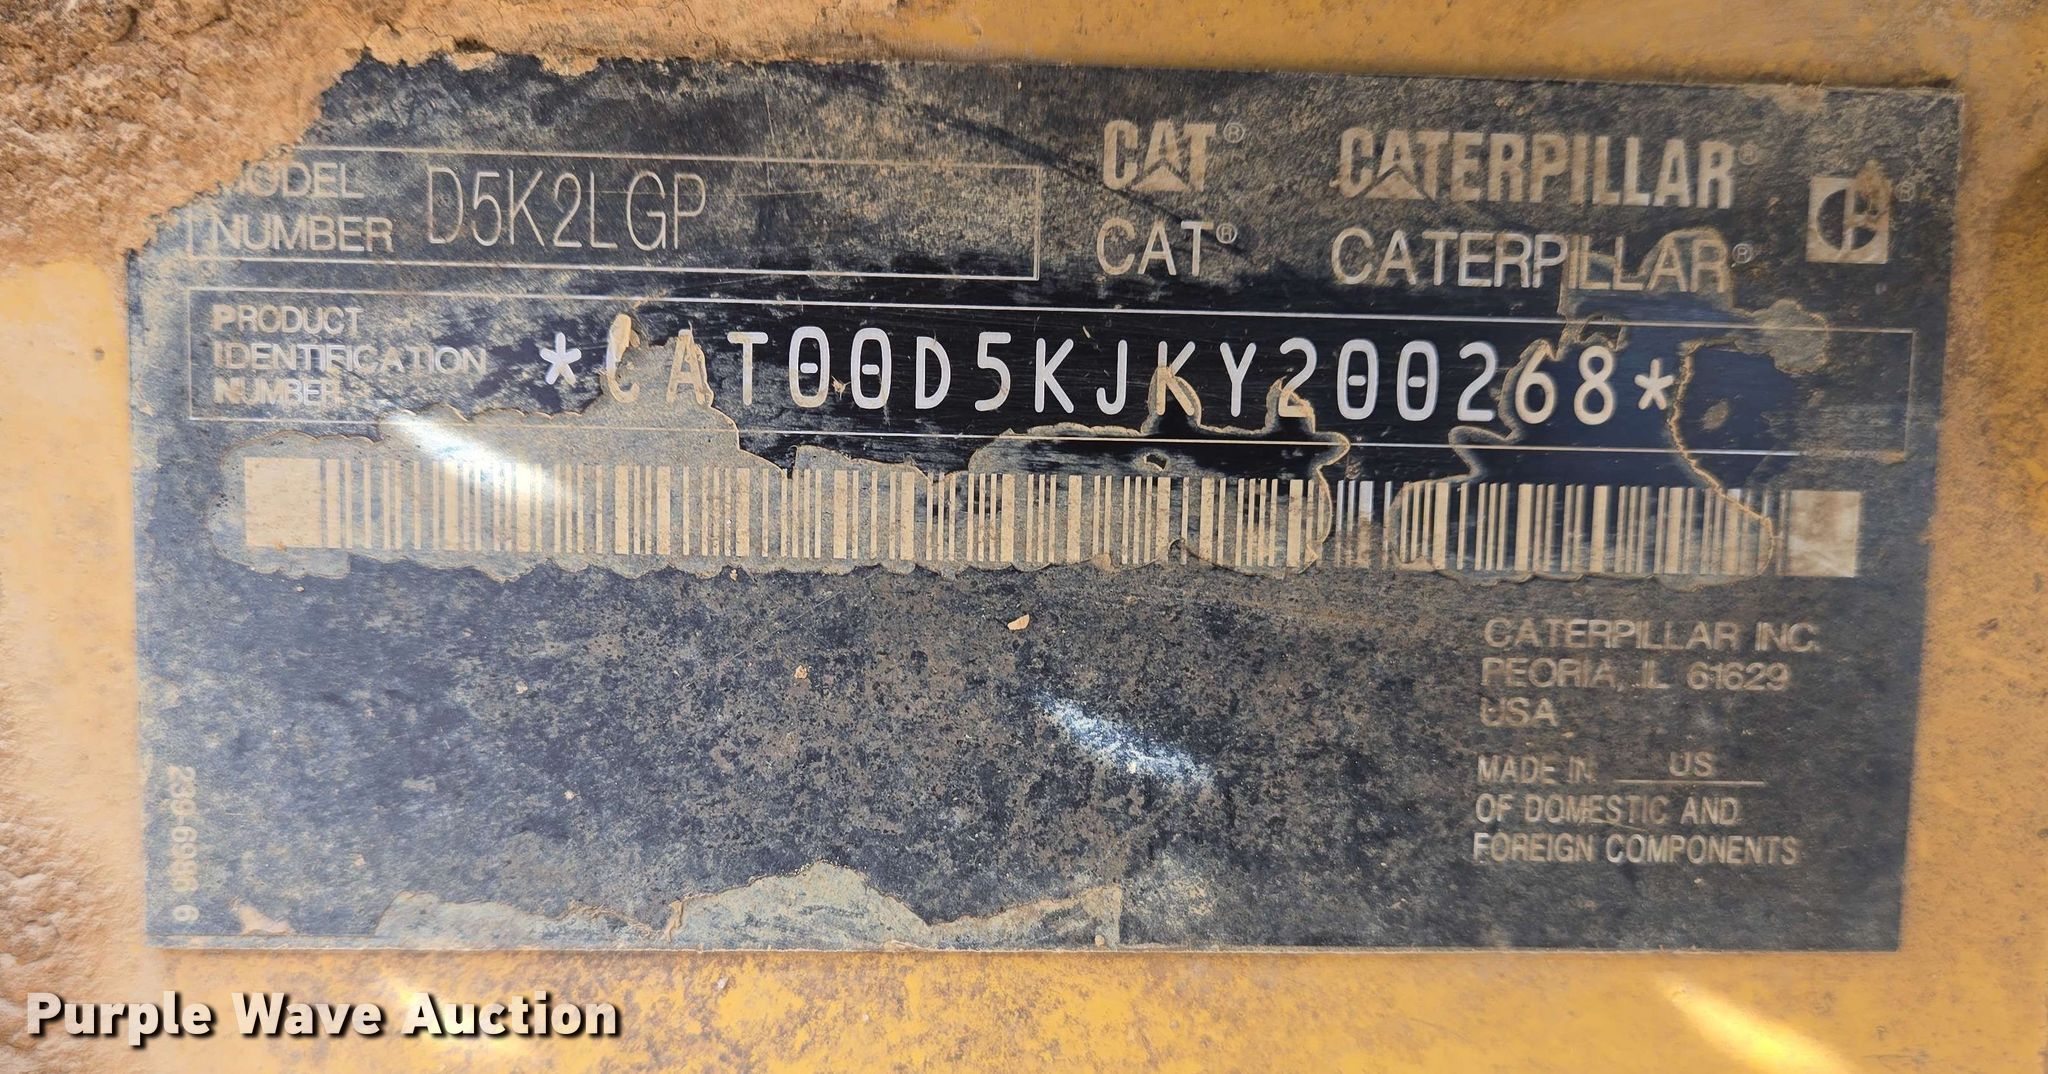 MODEL
NUMBER
D5K2LGP
CAT® CATERPILLAR®
CAT® CATERPILLAR®
PRODUCT
IDENTIFICATION
NUMBER
*CAT00D5KJKY200268*
CATERPILLAR INC.
PEORIA, IL 61629
USA
MADE IN US
OF DOMESTIC AND
FOREIGN COMPONENTS
Purple Wave Auction